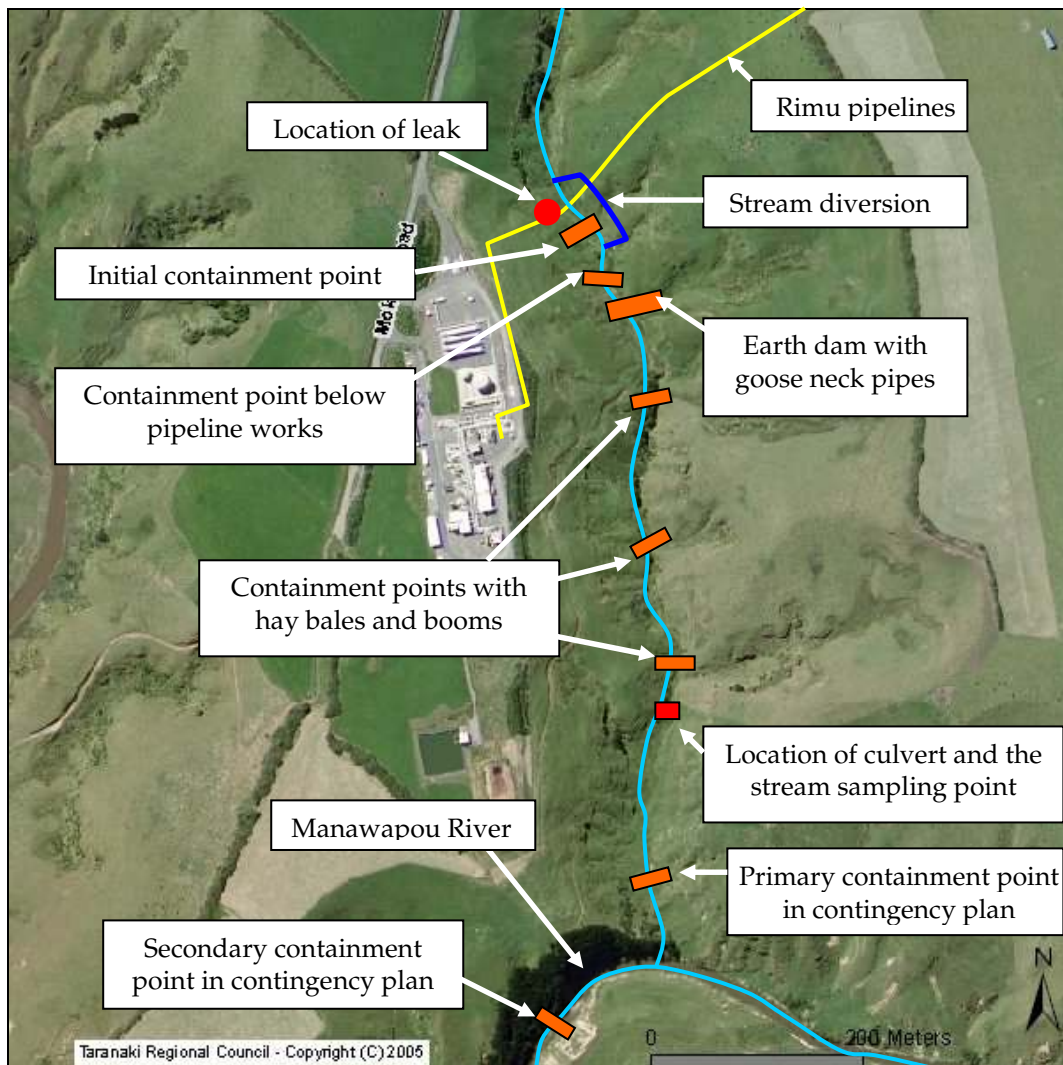 Rimu pipelines
Location of leak
Stream diversion
Initial containment point
Earth dam with
goose neck pipes
Containment point below
pipeline works
Containment points with
hay bales and booms
Location of culvert and the
stream sampling point
Manawapou River
Primary containment point
in contingency plan
Secondary containment
point in contingency plan
N
0 200 Meters
Taranaki Regional Council - Copyright (C) 2005